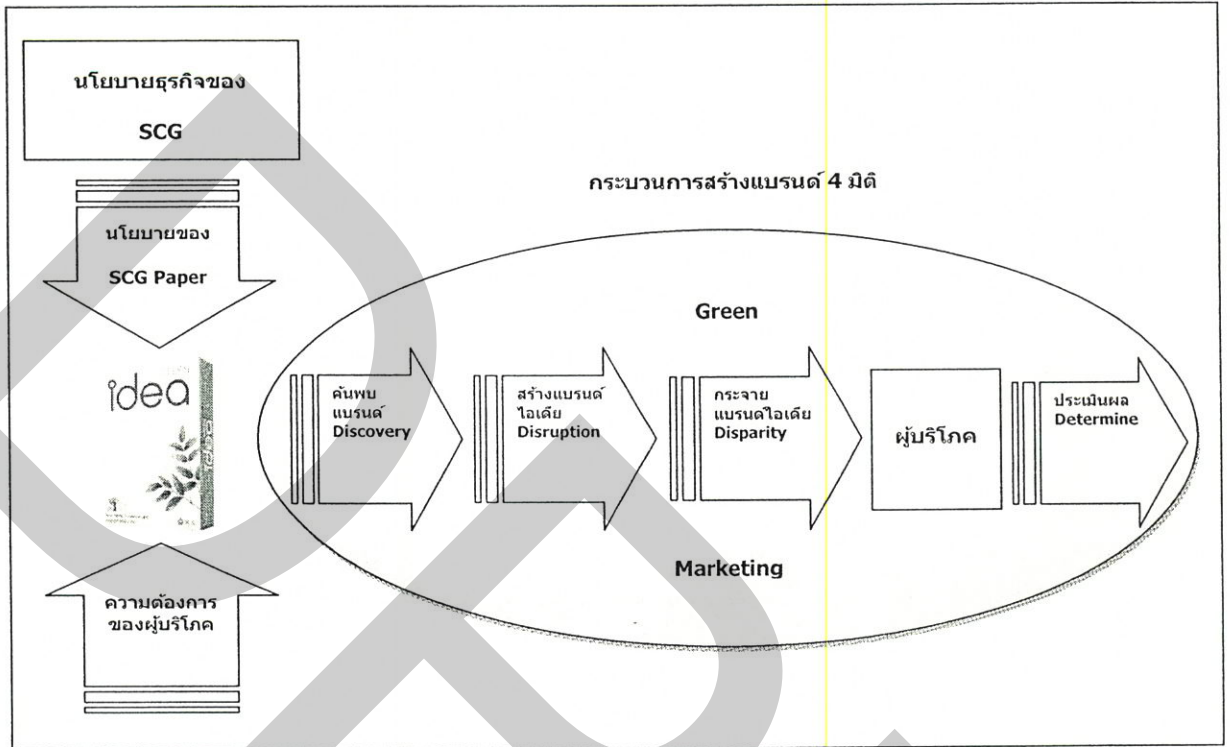 นโยบายธุรกิจของ
SCG
นโยบายของ
SCG Paper
idea
ความต้องการ
ของผู้บริโภค
กระบวนการสร้างแบรนด์ 4 มิติ
Green
ค้นพบ
แบรนด์
Discovery
สร้างแบรนด์
ไอเดีย
Disruption
กระจาย
แบรนด์ไอเดีย
Disparity
ผู้บริโภค
ประเมินผล
Determine
Marketing